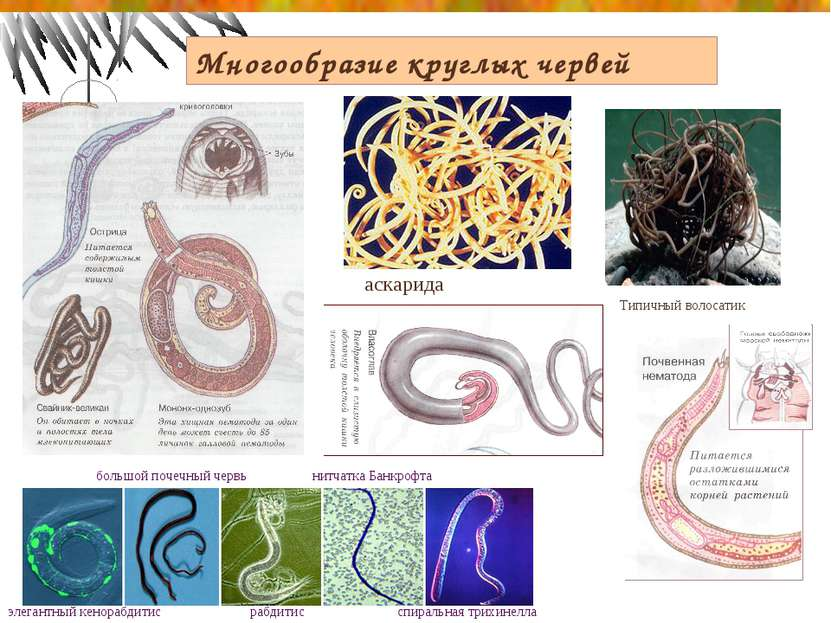 Многообразие круглых червей
кривоголовки
Зубы
Острица
Питается
содержимым
толстой
кишки
Свайник-великан
Он обитает в почках
и полостях тела
млекопитающих
Мононх-однозуб
Эта хищная нематода за один
день может съесть до 83
личинок галловой нематоды
аскарида
Типичный волосатик
Власоглав
Внедряется в слизистую
оболочку толстой кишки
человека
Почвенная
нематода
морской нематоды
Питается
разложившимися
остатками
корней растений
большой почечный червь
нитчатка Банкрофта
элегантный кенорабдитис
рабдитис
спиральная трихинелла